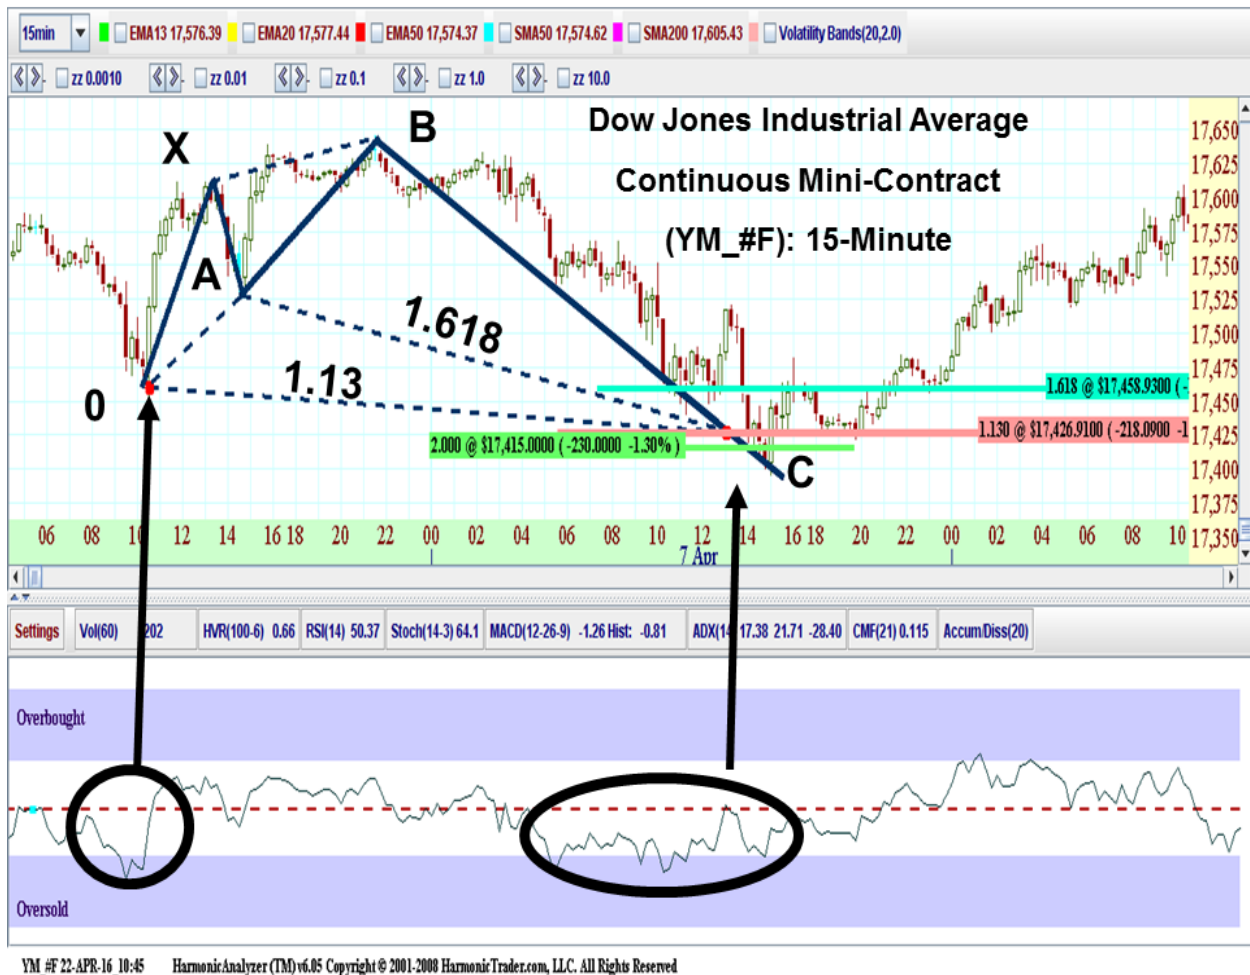 15min EMA13 17,576.39 EMA20 17,577.44 EMA50 17,574.37 SMA50 17,574.62 SMA200 17,605.43 Volatility Bands(20,2.0)
zz 0.0010 zz 0.01 zz 0.1 zz 1.0 zz 10.0
Dow Jones Industrial Average
Continuous Mini-Contract
(YM_#F): 15-Minute
X
B
A
0
C
1.618
1.13
1.618 @ $17,458.9300 ( -
1.130 @ $17,426.9100 ( -218.0900 -1
2.000 @ $17,415.0000 ( -230.0000 -1.30% )
17,650
17,625
17,600
17,575
17,550
17,525
17,500
17,475
17,450
17,425
17,400
17,375
17,350
06 08 10 12 14 16 18 20 22 00 02 04 06 08 10 12 14 16 18 20 22 00 02 04 06 08 10
7 Apr
Settings Vol(60) 202 HVR(100-6) 0.66 RSI(14) 50.37 Stoch(14-3) 64.1 MACD(12-26-9) -1.26 Hist: -0.81 ADX(14 17.38 21.71 -28.40 CMF(21) 0.115 Accum/Diss(20)
Overbought
Oversold
YM_#F 22-APR-16 10:45 HarmonicAnalyzer (TM) v6.05 Copyright © 2001-2008 HarmonicTrader.com, LLC. All Rights Reserved